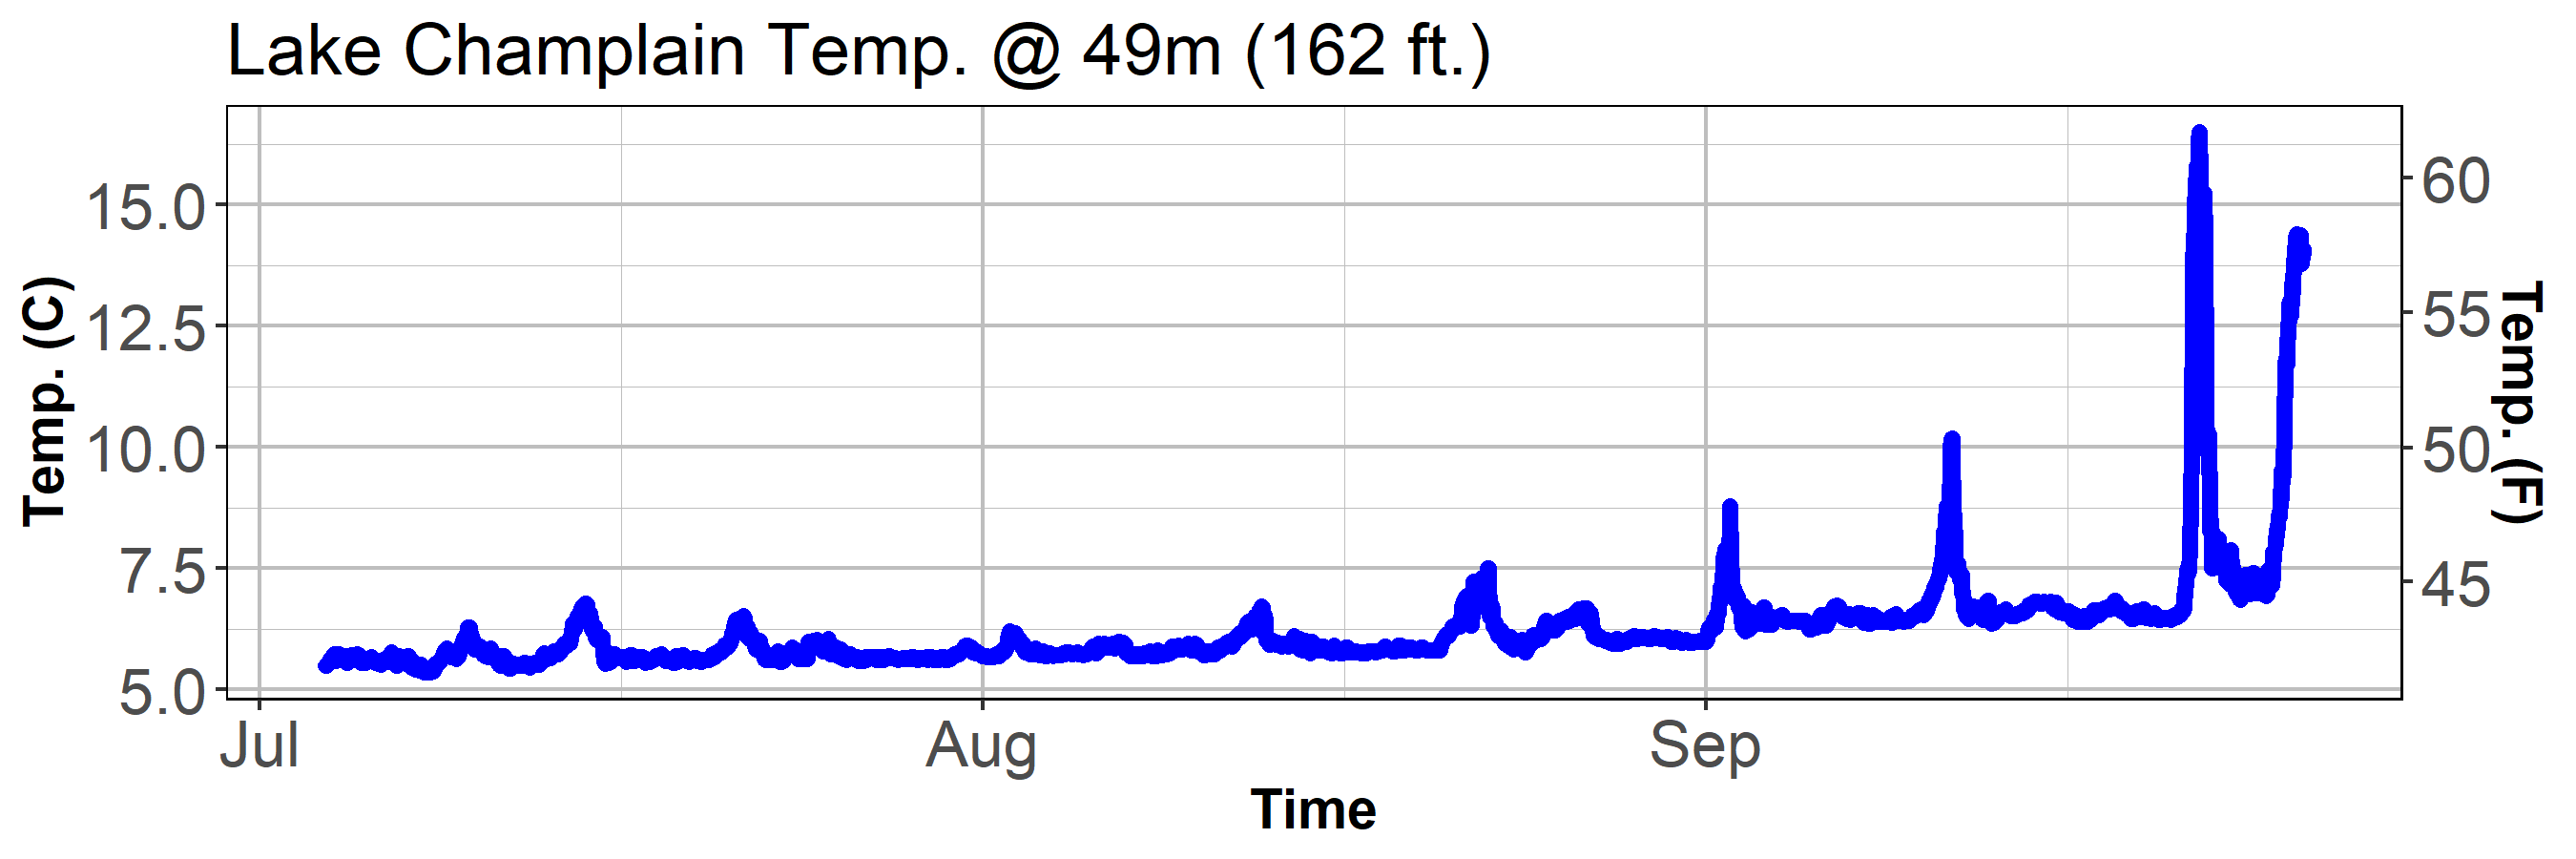 Lake Champlain Temp. @ 49m (162 ft.)
Temp. (C)
15.0
12.5
10.0
7.5
5.0
60
55
50
45
Temp. (F)
Jul Aug Sep
Time